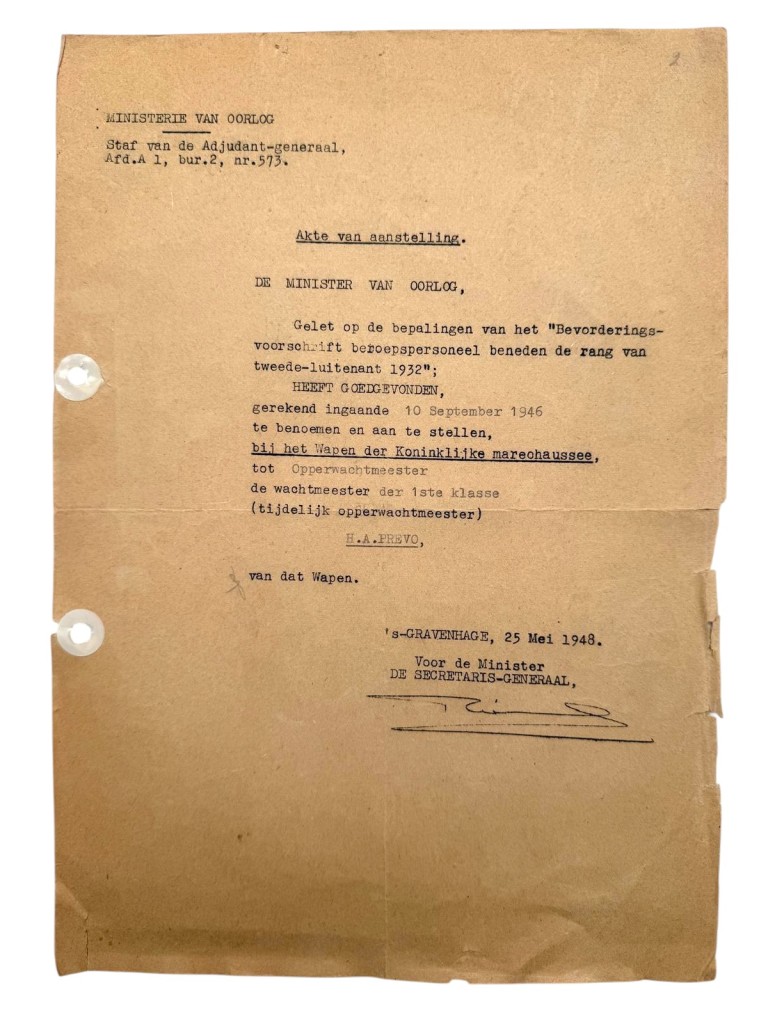 2
MINISTERIE VAN OORLOG
Staf van de Adjudant-generaal,
Afd.A 1, bur.2, nr.573.
Akte van aanstelling.
DE MINISTER VAN OORLOG,
Gelet op de bepalingen van het "Bevorderings-
voorschrift beroepspersoneel beneden de rang van
tweede-luitenant 1932";
HEEFT GOEDGEVONDEN,
gerekend ingaande 10 September 1946
te benoemen en aan te stellen,
bij het Wapen der Koninklijke marechaussee,
tot Opperwachtmeester
de wachtmeester der 1ste klasse
(tijdelijk opperwachtmeester)
H.A.PREVO,
van dat Wapen.
's-GRAVENHAGE, 25 Mei 1948.
Voor de Minister
DE SECRETARIS-GENERAAL,